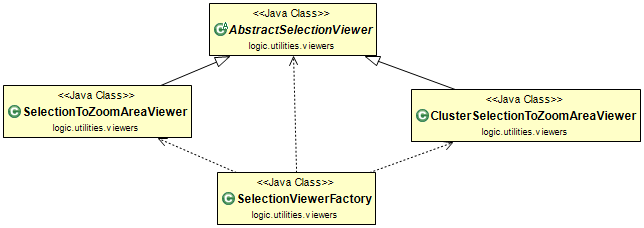 <<Java Class>>
AbstractSelectionViewer
logic.utilities.viewers
<<Java Class>>
SelectionToZoomAreaViewer
logic.utilities.viewers
<<Java Class>>
ClusterSelectionToZoomAreaViewer
logic.utilities.viewers
<<Java Class>>
SelectionViewerFactory
logic.utilities.viewers